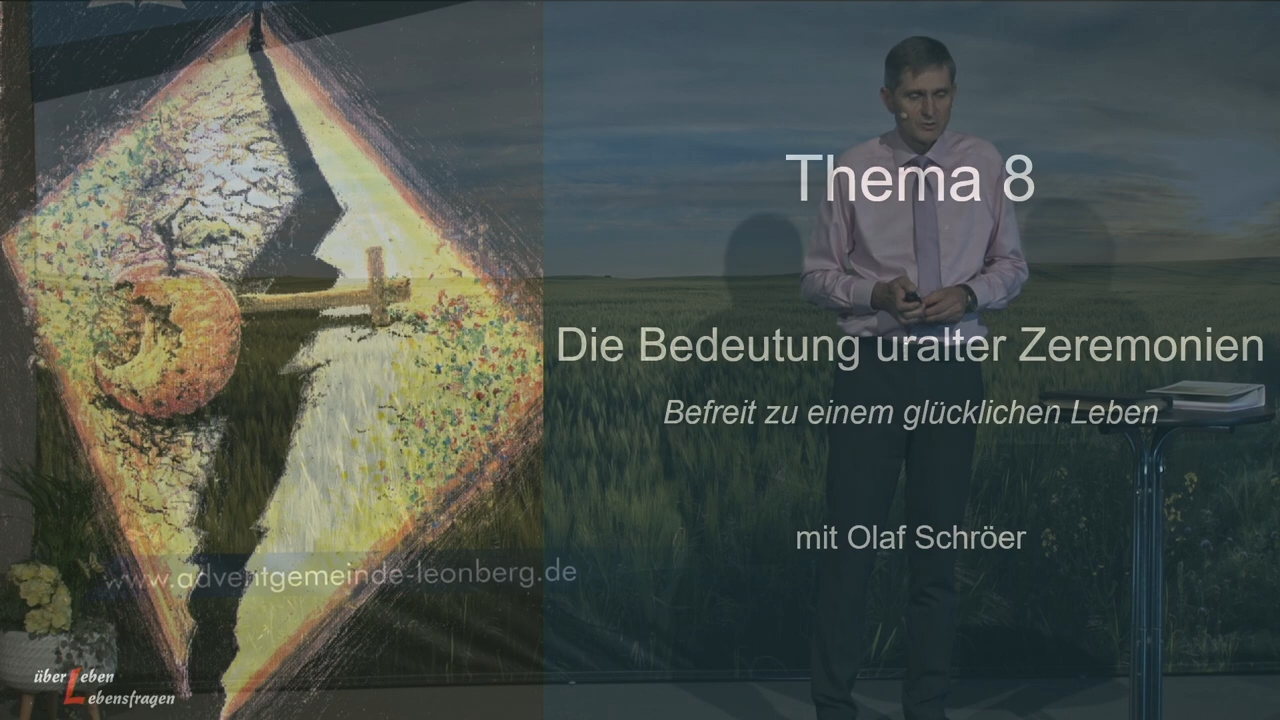 Thema 8
Die Bedeutung uralter Zeremonien
Befreit zu einem glücklichen Leben
mit Olaf Schröer
www.adventgemeinde-leonberg.de
über Leben
Lebensfragen